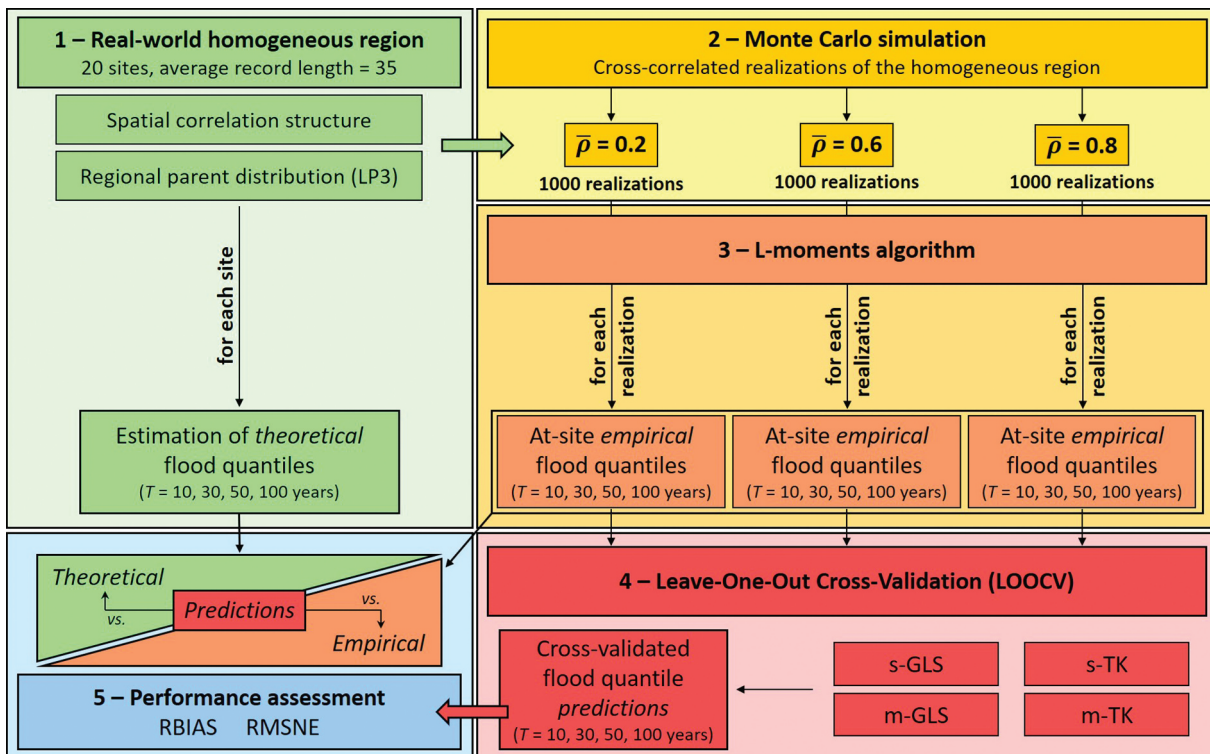 1 – Real-world homogeneous region
20 sites, average record length = 35
Spatial correlation structure
Regional parent distribution (LP3)
for each site
Estimation of theoretical
flood quantiles
(T = 10, 30, 50, 100 years)
2 – Monte Carlo simulation
Cross-correlated realizations of the homogeneous region
ρ̅ = 0.2
ρ̅ = 0.6
ρ̅ = 0.8
1000 realizations
1000 realizations
1000 realizations
3 – L-moments algorithm
for each
realization
for each
realization
for each
realization
At-site empirical
flood quantiles
(T = 10, 30, 50, 100 years)
At-site empirical
flood quantiles
(T = 10, 30, 50, 100 years)
At-site empirical
flood quantiles
(T = 10, 30, 50, 100 years)
4 – Leave-One-Out Cross-Validation (LOOCV)
s-GLS
s-TK
m-GLS
m-TK
Cross-validated
flood quantile
predictions
(T = 10, 30, 50, 100 years)
Theoretical
vs.
Predictions
vs.
Empirical
5 – Performance assessment
RBIAS RMSNE